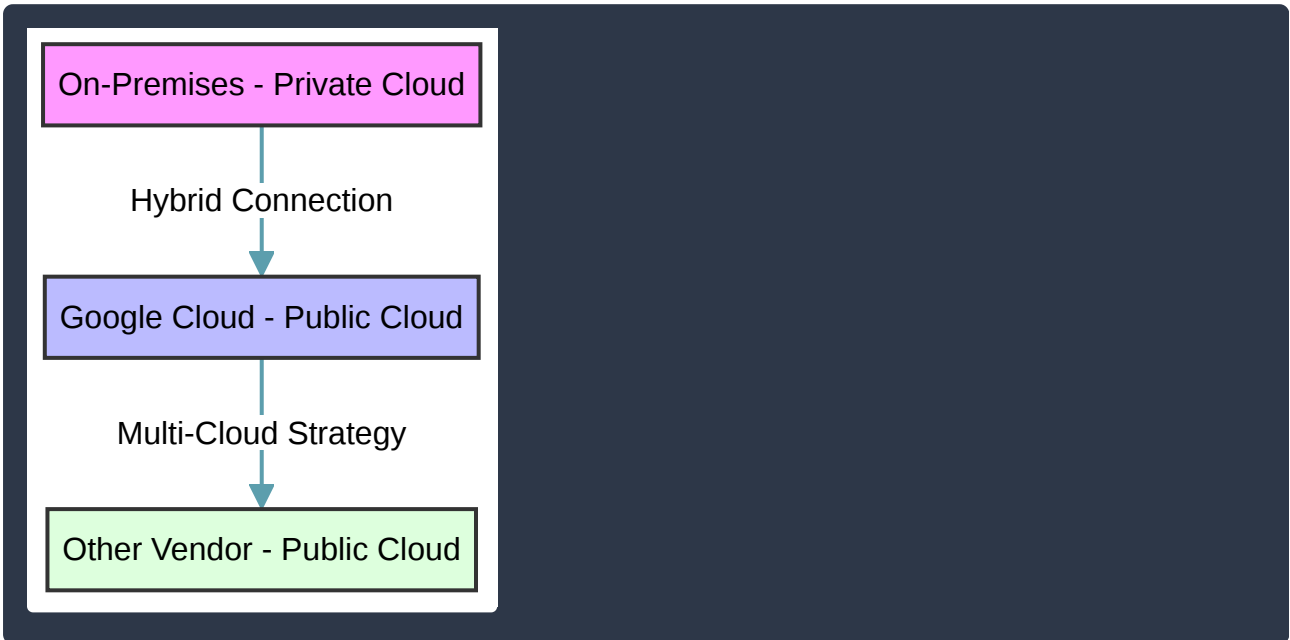 On-Premises - Private Cloud
Hybrid Connection
Google Cloud - Public Cloud
Multi-Cloud Strategy
Other Vendor - Public Cloud